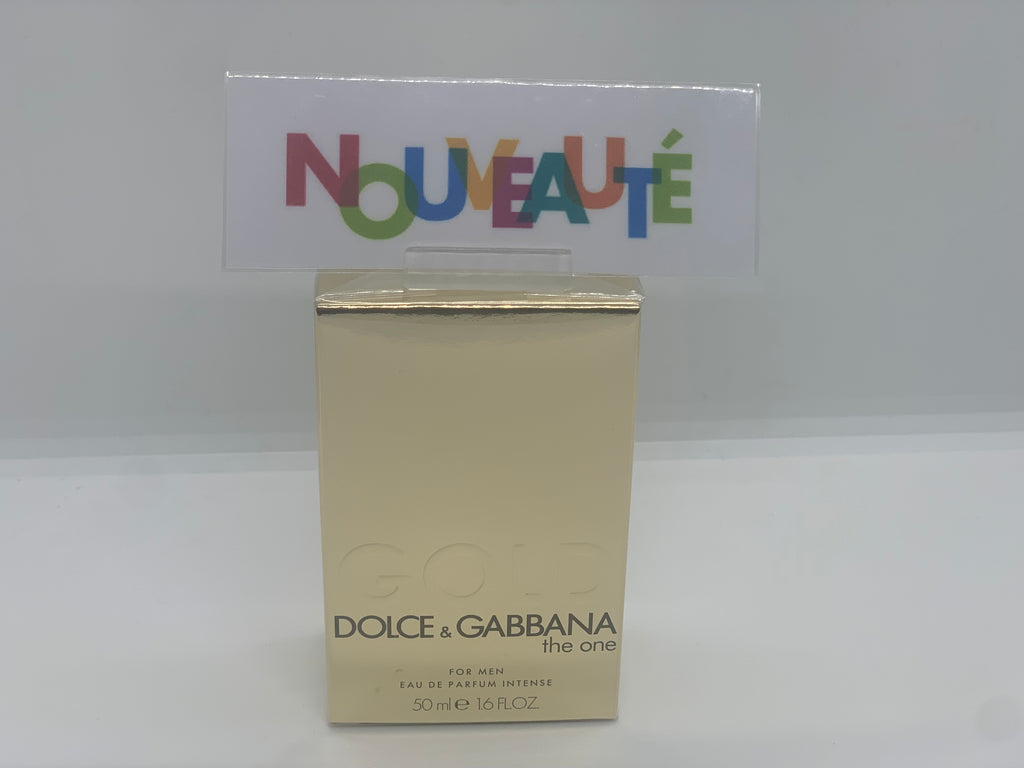 NOUVEAUTÉ
GOLD
DOLCE & GABBANA
the one
FOR MEN
EAU DE PARFUM INTENSE
50 ml ℮ 1.6 FL.OZ.